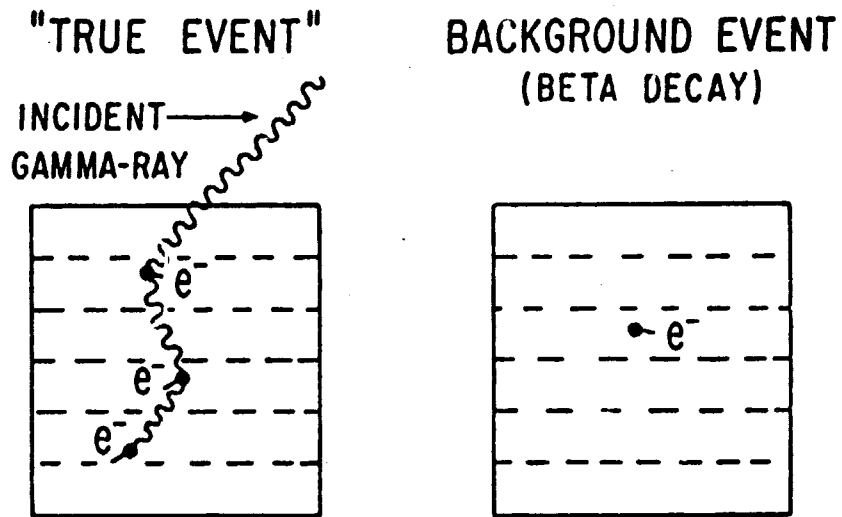 "TRUE EVENT"
INCIDENT
GAMMA-RAY
e⁻
e⁻
e⁻
BACKGROUND EVENT
(BETA DECAY)
e⁻